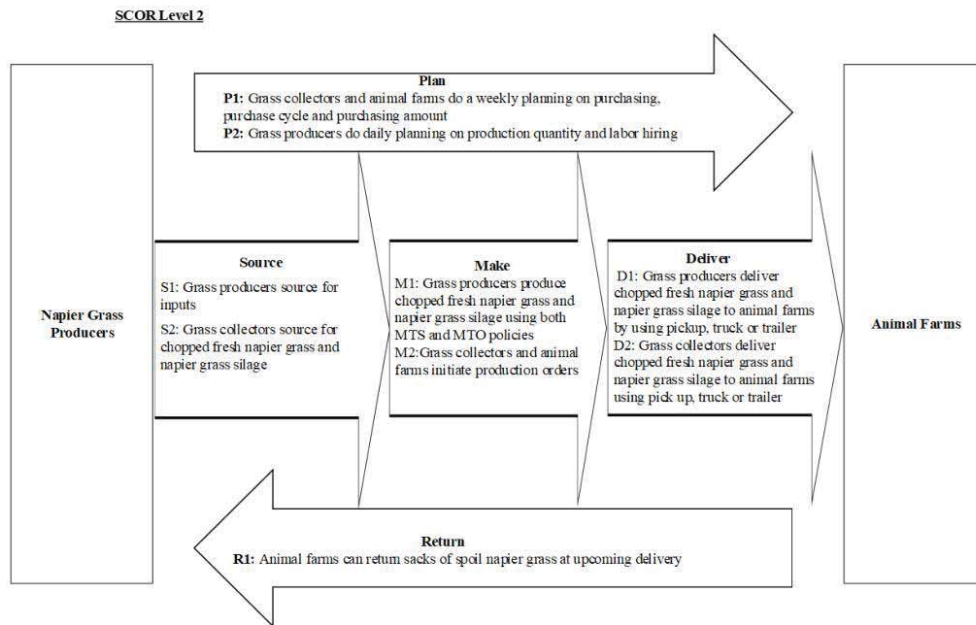 SCOR Level 2
Plan
P1: Grass collectors and animal farms do a weekly planning on purchasing,
purchase cycle and purchasing amount
P2: Grass producers do daily planning on production quantity and labor hiring
Napier Grass
Producers
Source
S1: Grass producers source for
inputs
S2: Grass collectors source for
chopped fresh napier grass and
napier grass silage
Make
M1: Grass producers produce
chopped fresh napier grass and
napier grass silage using both
MTS and MTO policies
M2:Grass collectors and animal
farms initiate production orders
Deliver
D1: Grass producers deliver
chopped fresh napier grass and
napier grass silage to animal farms
by using pickup, truck or trailer
D2: Grass collectors deliver
chopped fresh napier grass and
napier grass silage to animal farms
using pick up, truck or trailer
Animal Farms
Return
R1: Animal farms can return sacks of spoil napier grass at upcoming delivery